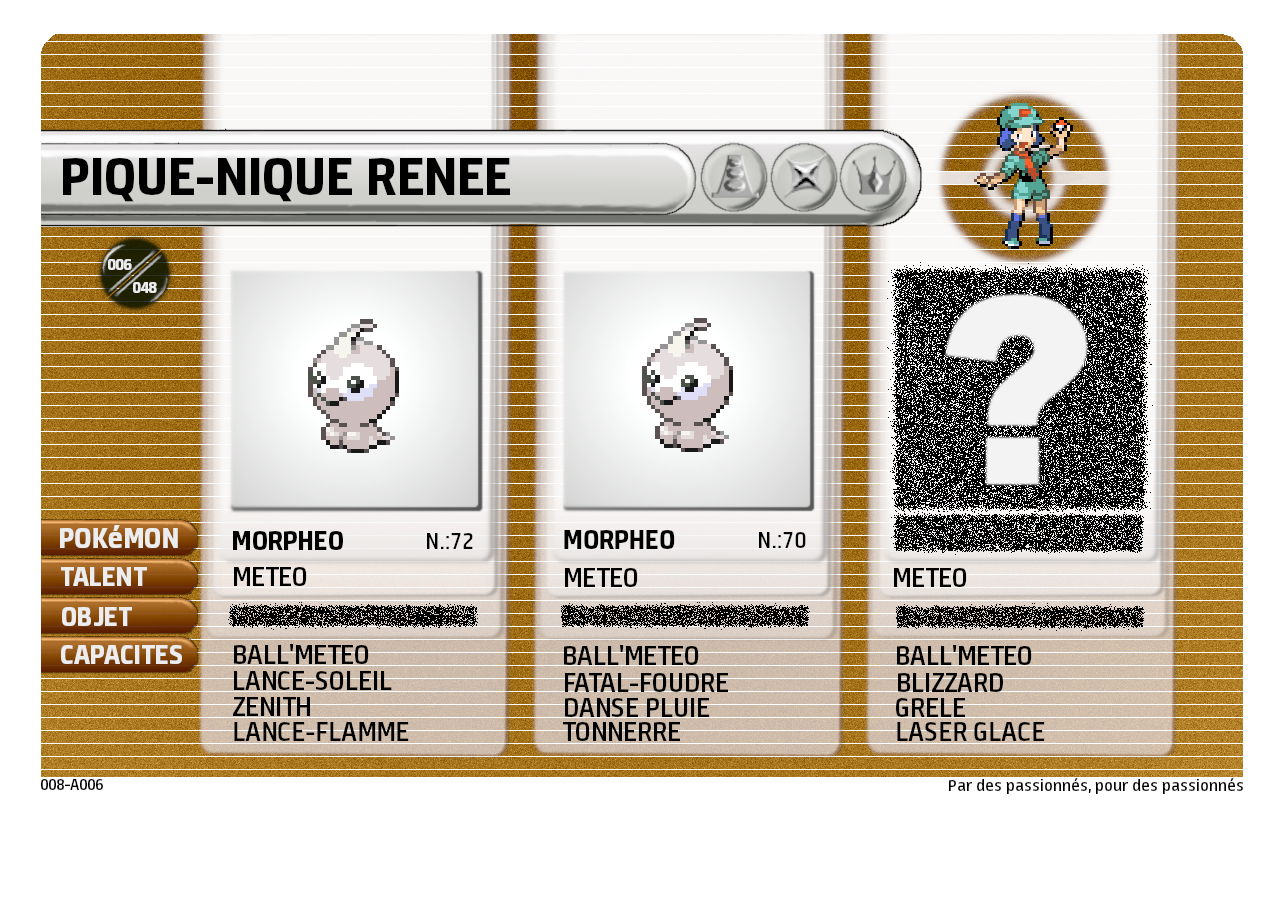 PIQUE-NIQUE RENEE
006
048
?
POKéMON
MORPHEO N.:72
MORPHEO N.:70
TALENT
METEO
METEO
METEO
OBJET
CAPACITES
BALL'METEO
LANCE-SOLEIL
ZENITH
LANCE-FLAMME
BALL'METEO
FATAL-FOUDRE
DANSE PLUIE
TONNERRE
BALL'METEO
BLIZZARD
GRELE
LASER GLACE
008-A006
Par des passionnés, pour des passionnés